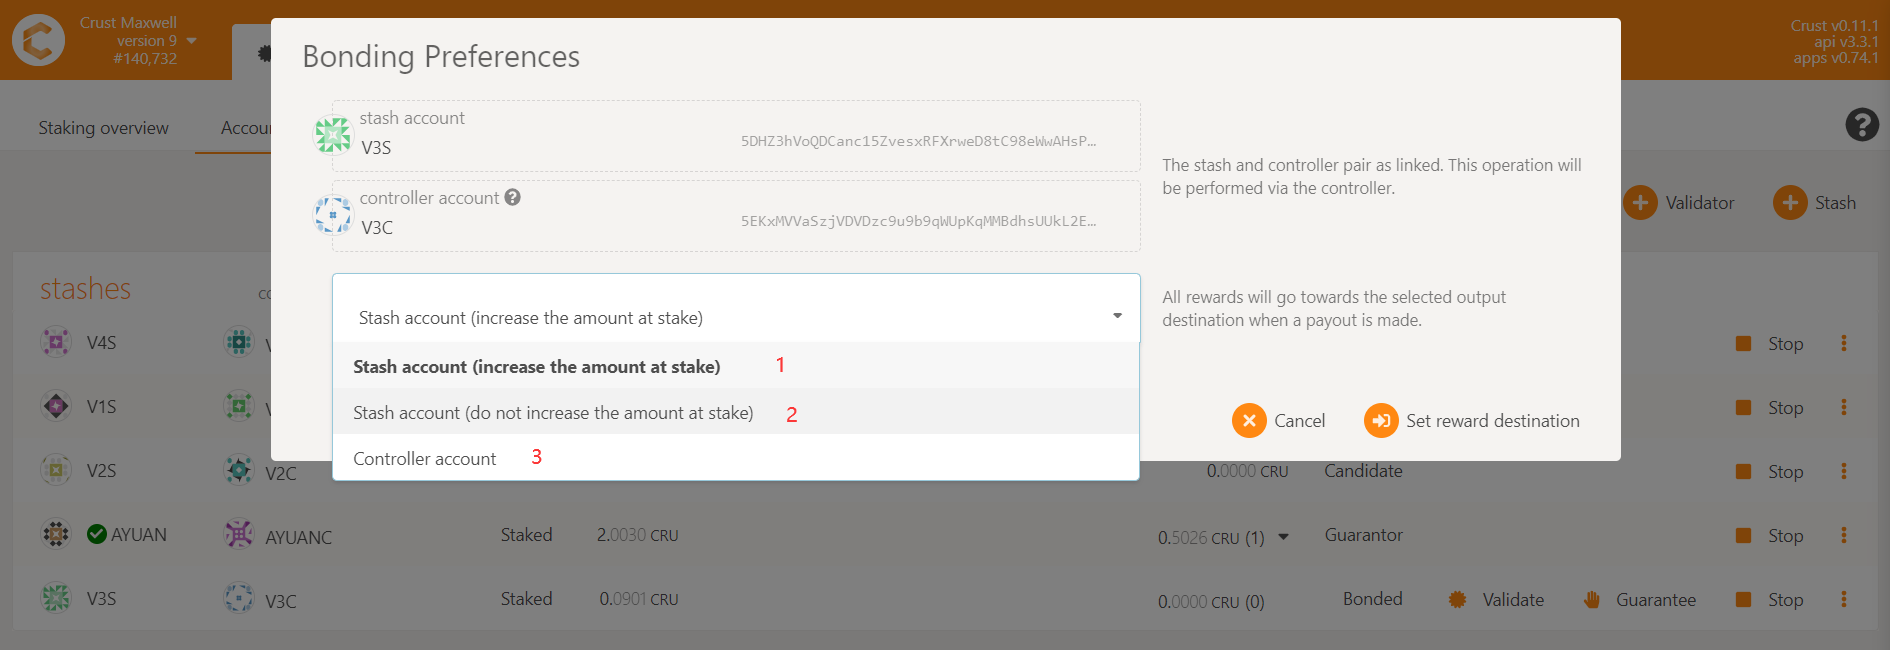 Crust Maxwell
version 9
#140,732
Crust v0.11.1
api v3.3.1
apps v0.74.1
Staking overview
Accou
Bonding Preferences
stash account
V3S
5DHZ3hVoQDCanc15ZvesxRFXrweD8tC98eWwAHsP…
controller account
V3C
5EKxMVVaSzjVDVDzc9u9b9qWUpKqMMBdhsUUkL2E…
The stash and controller pair as linked. This operation will
be performed via the controller.
Stash account (increase the amount at stake)
All rewards will go towards the selected output
destination when a payout is made.
Stash account (increase the amount at stake) 1
Stash account (do not increase the amount at stake) 2
Controller account 3
Cancel
Set reward destination
Validator
Stash
stashes
co
V4S
V
Stop
V1S
V
Stop
V2S
V2C
0.0000 CRU
Candidate
Stop
AYUAN
AYUANC
Staked
2.0030 CRU
0.5026 CRU (1)
Guarantor
Stop
V3S
V3C
Staked
0.0901 CRU
0.0000 CRU (0)
Bonded
Validate
Guarantee
Stop